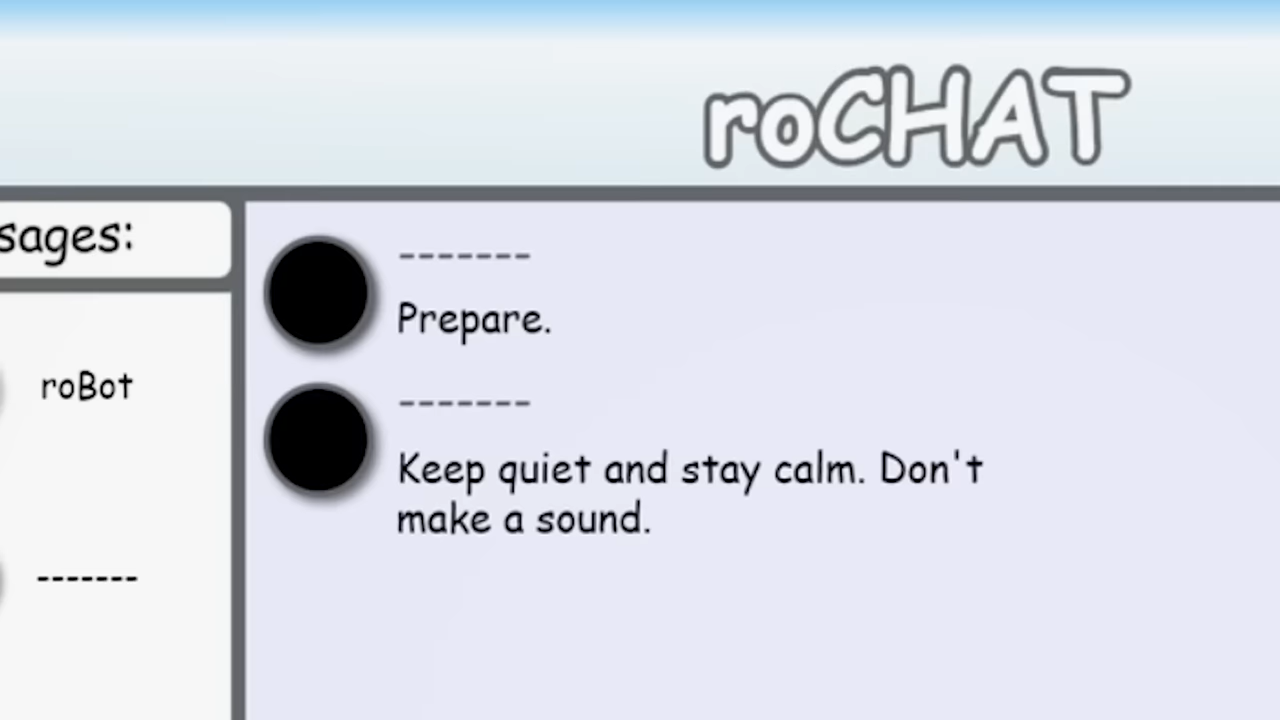 roCHAT
sages:
roBot
-------
-------
Prepare.
-------
Keep quiet and stay calm. Don't
make a sound.